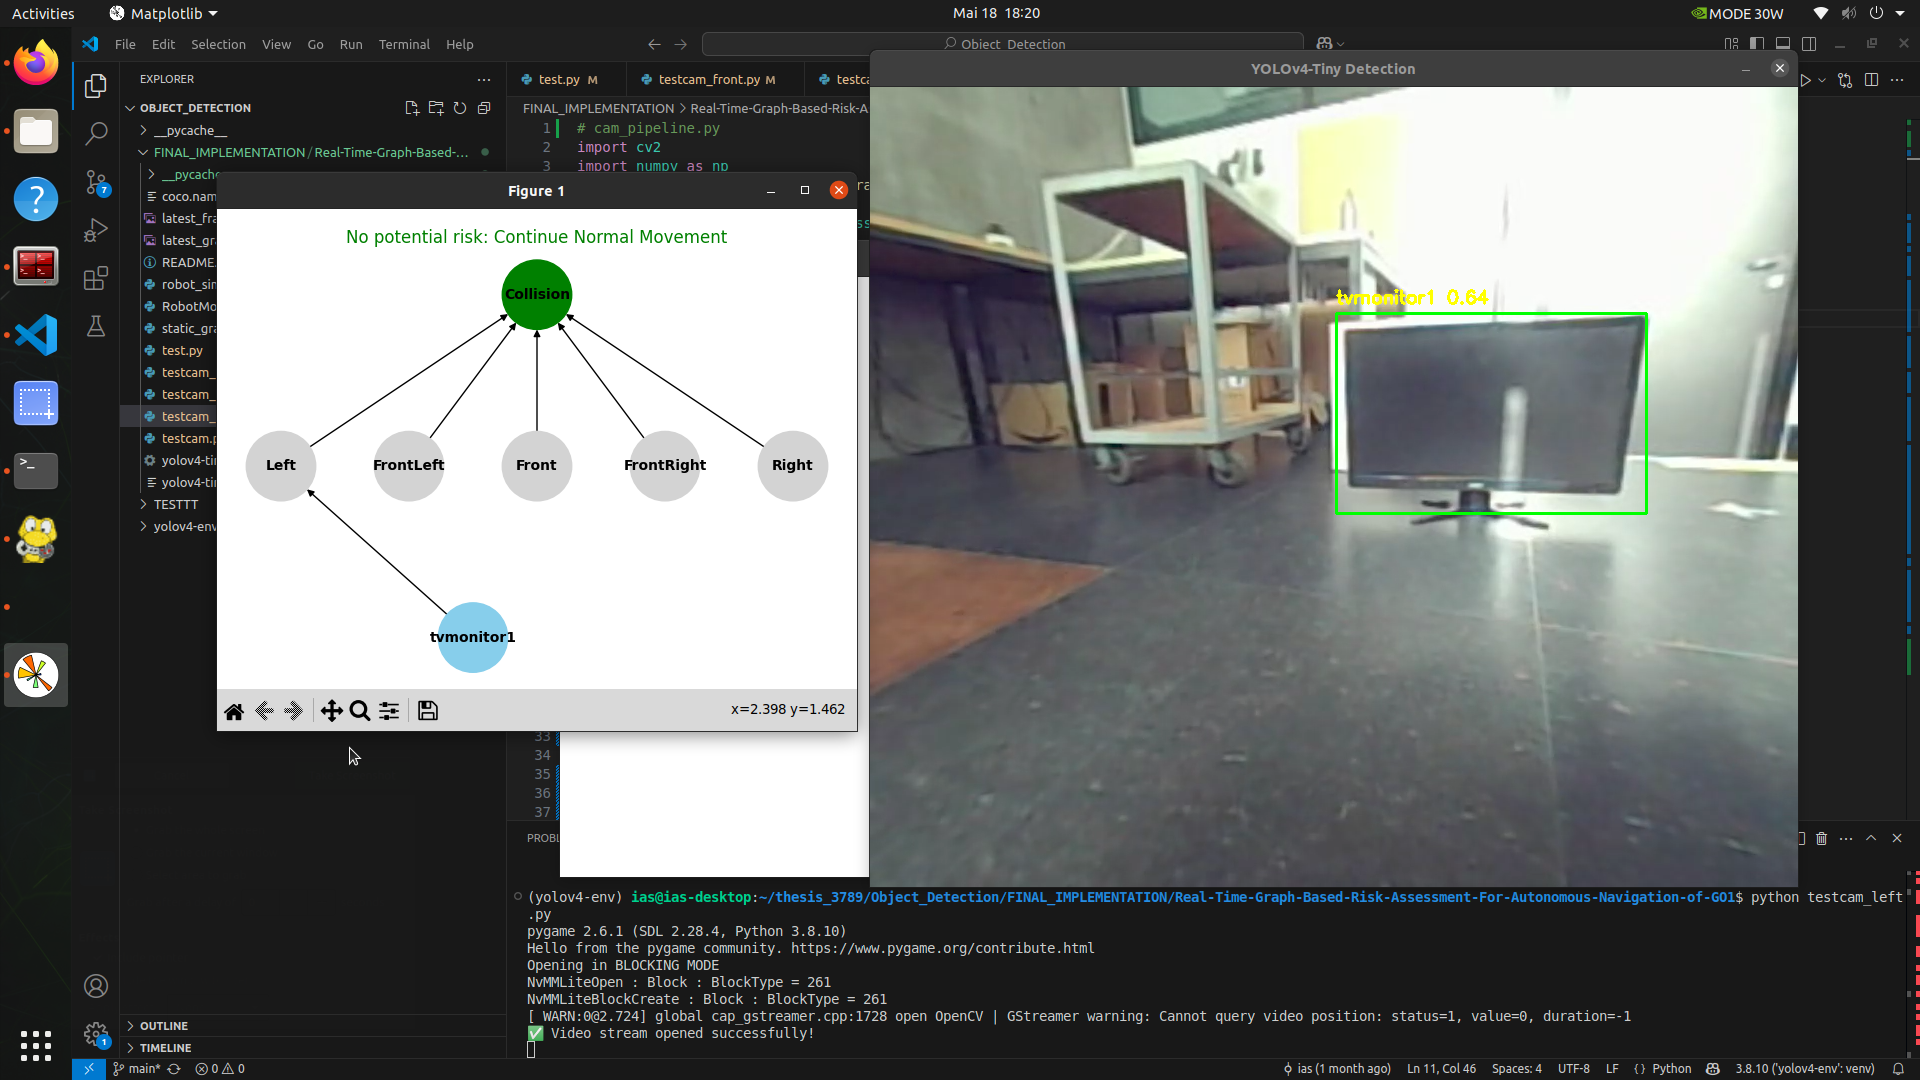 Activities
Matplotlib
Mai 18 18:20
MODE 30W
File Edit Selection View Go Run Terminal Help
Object_Detection
EXPLORER
OBJECT_DETECTION
__pycache__
FINAL_IMPLEMENTATION / Real-Time-Graph-Based-...
coco.nam
latest_fra
latest_gr
README.
robot_sin
RobotMo
static_gra
test.py
testcam_
testcam_
testcam_
testcam.p
yolov4-ti
yolov4-ti
TESTTT
yolov4-env
OUTLINE
TIMELINE
7
1
test.py M
testcam_front.py M
testca
FINAL_IMPLEMENTATION > Real-Time-Graph-Based-Risk-A
1 # cam_pipeline.py
2 import cv2
3 import numpy as np
33
34
35
36
37
Figure 1
No potential risk: Continue Normal Movement
Collision
Left
FrontLeft
Front
FrontRight
Right
tvmonitor1
x=2.398 y=1.462
YOLOv4-Tiny Detection
tvmonitor1 0.64
PROBL
(yolov4-env) ias@ias-desktop:~/thesis_3789/Object_Detection/FINAL_IMPLEMENTATION/Real-Time-Graph-Based-Risk-Assessment-For-Autonomous-Navigation-of-GO1$ python testcam_left
.py
pygame 2.6.1 (SDL 2.28.4, Python 3.8.10)
Hello from the pygame community. https://www.pygame.org/contribute.html
Opening in BLOCKING MODE
NvMMLiteOpen : Block : BlockType = 261
NvMMLiteBlockCreate : Block : BlockType = 261
[ WARN:0@2.724] global cap_gstreamer.cpp:1728 open OpenCV | GStreamer warning: Cannot query video position: status=1, value=0, duration=-1
✅ Video stream opened successfully!
main*
0
0
ias (1 month ago)
Ln 11, Col 46
Spaces: 4
UTF-8
LF
{ } Python
3.8.10 ('yolov4-env': venv)